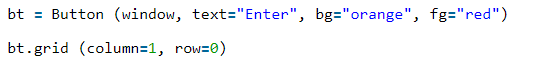 bt = Button (window, text="Enter", bg="orange", fg="red")
bt.grid (column=1, row=0)